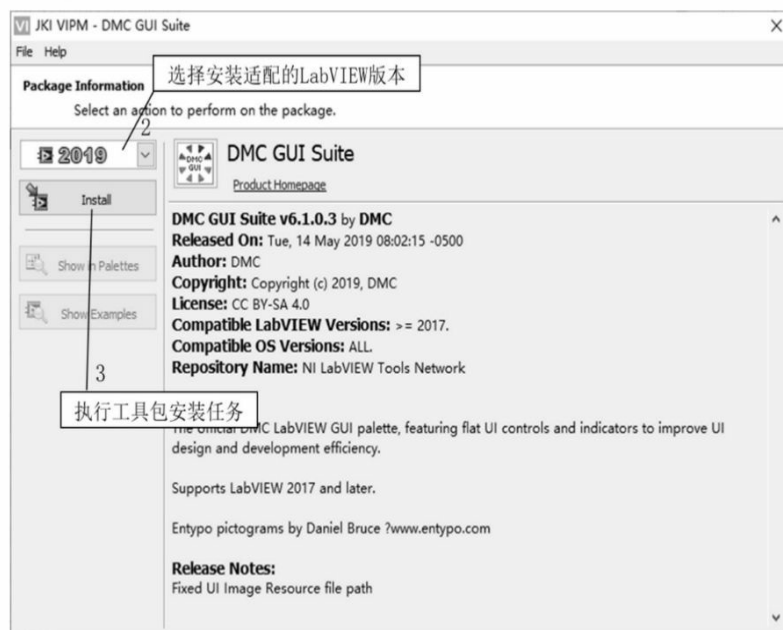 VI JKI VIPM - DMC GUI Suite
File Help
Package Information
选择安装适配的LabVIEW版本
Select an action to perform on the package.
2
2019
DMC GUI
DMC GUI Suite
Product Homepage
Install
DMC GUI Suite v6.1.0.3 by DMC
Released On: Tue, 14 May 2019 08:02:15 -0500
Author: DMC
Show in Palettes
Copyright: Copyright (c) 2019, DMC
License: CC BY-SA 4.0
Show Examples
Compatible LabVIEW Versions: >= 2017.
Compatible OS Versions: ALL.
Repository Name: NI LabVIEW Tools Network
3
执行工具包安装任务
The official DMC LabVIEW GUI palette, featuring flat UI controls and indicators to improve UI
design and development efficiency.
Supports LabVIEW 2017 and later.
Entypo pictograms by Daniel Bruce ?www.entypo.com
Release Notes:
Fixed UI Image Resource file path